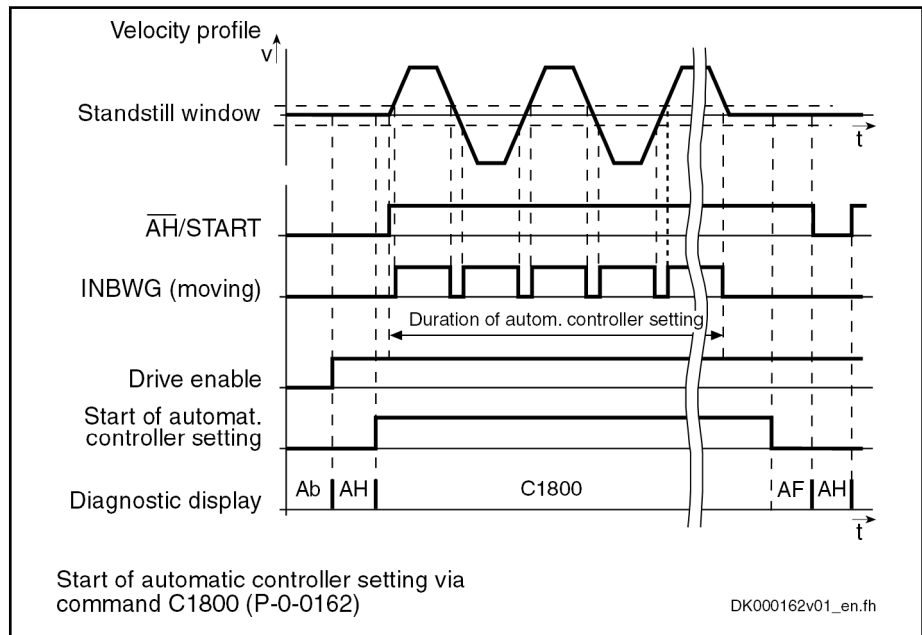 Velocity profile
v
Standstill window
t
A̅H̅/START
INBWG (moving)
Duration of autom. controller setting
Drive enable
Start of automat.
controller setting
Diagnostic display
Ab AH C1800 AF AH
t
Start of automatic controller setting via
command C1800 (P-0-0162)
DK000162v01_en.fh